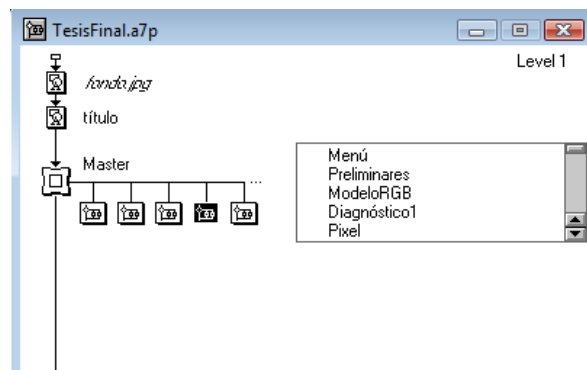 TesisFinal.a7p
Level 1
fondo.jpg
título
Master
...
Menú
Preliminares
ModeloRGB
Diagnóstico1
Pixel